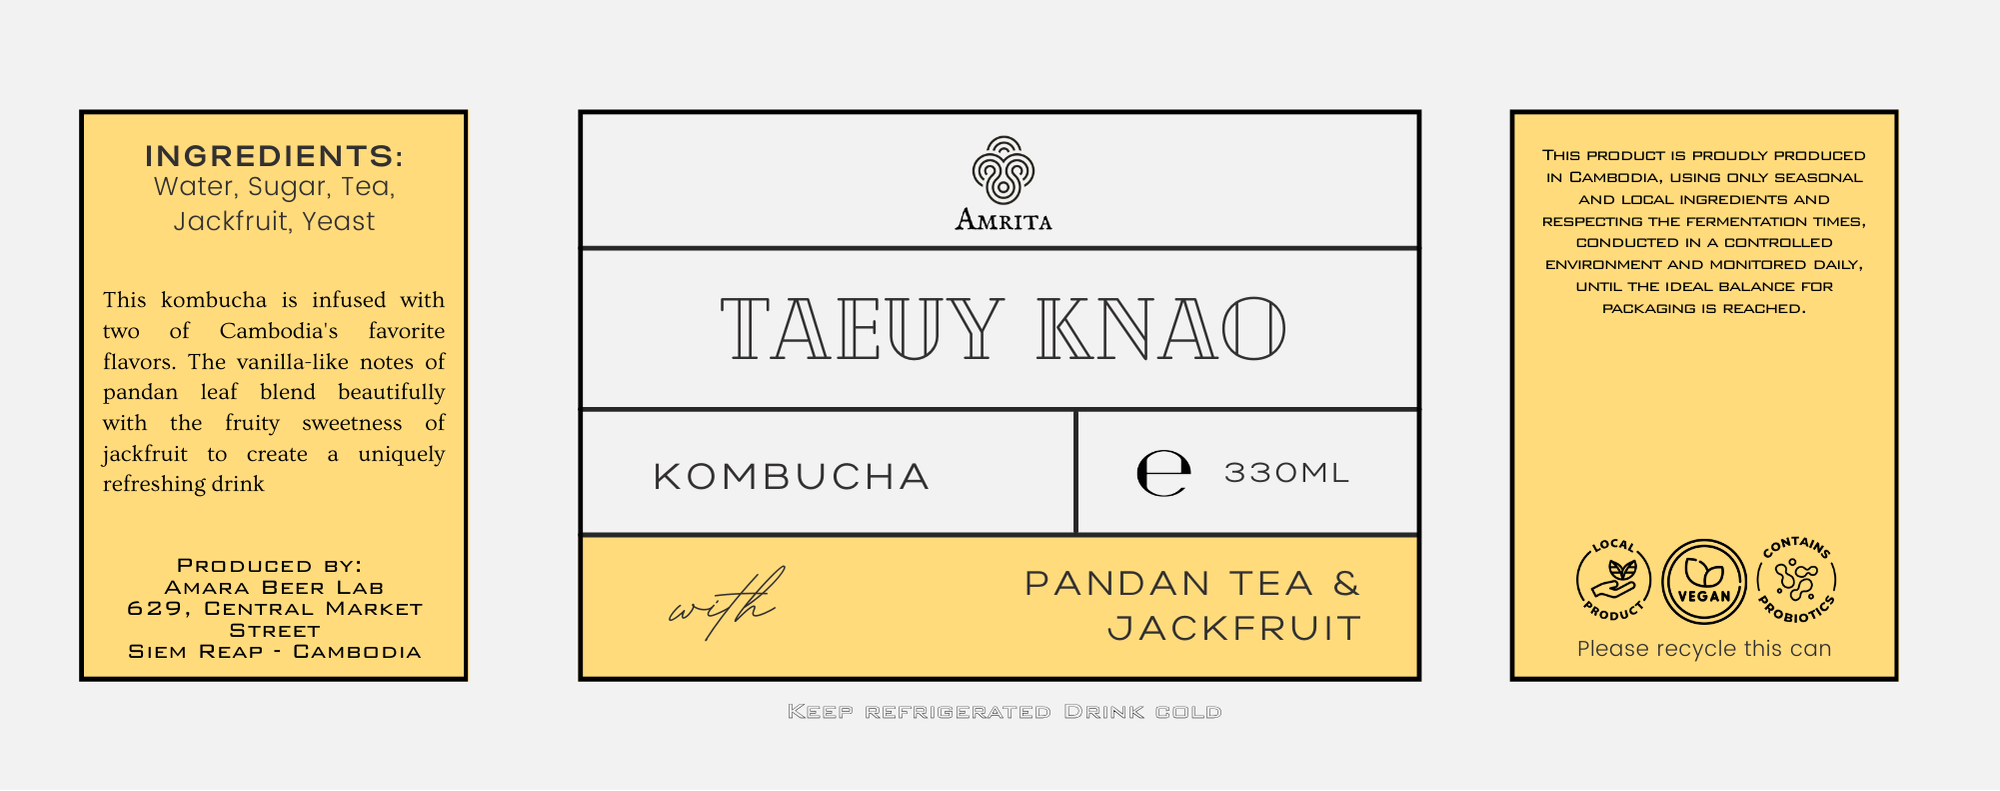 INGREDIENTS:
Water, Sugar, Tea,
Jackfruit, Yeast
This kombucha is infused with
two of Cambodia's favorite
flavors. The vanilla-like notes of
pandan leaf blend beautifully
with the fruity sweetness of
jackfruit to create a uniquely
refreshing drink
Produced by:
Amara Beer Lab
629, Central Market
Street
Siem Reap - Cambodia
Amrita
TAEUY KNAO
KOMBUCHA
e 330ML
with
PANDAN TEA &
JACKFRUIT
Keep refrigerated Drink cold
This product is proudly produced
in Cambodia, using only seasonal
and local ingredients and
respecting the fermentation times,
conducted in a controlled
environment and monitored daily,
until the ideal balance for
packaging is reached.
LOCAL
PRODUCT
VEGAN
CONTAINS
PROBIOTICS
Please recycle this can